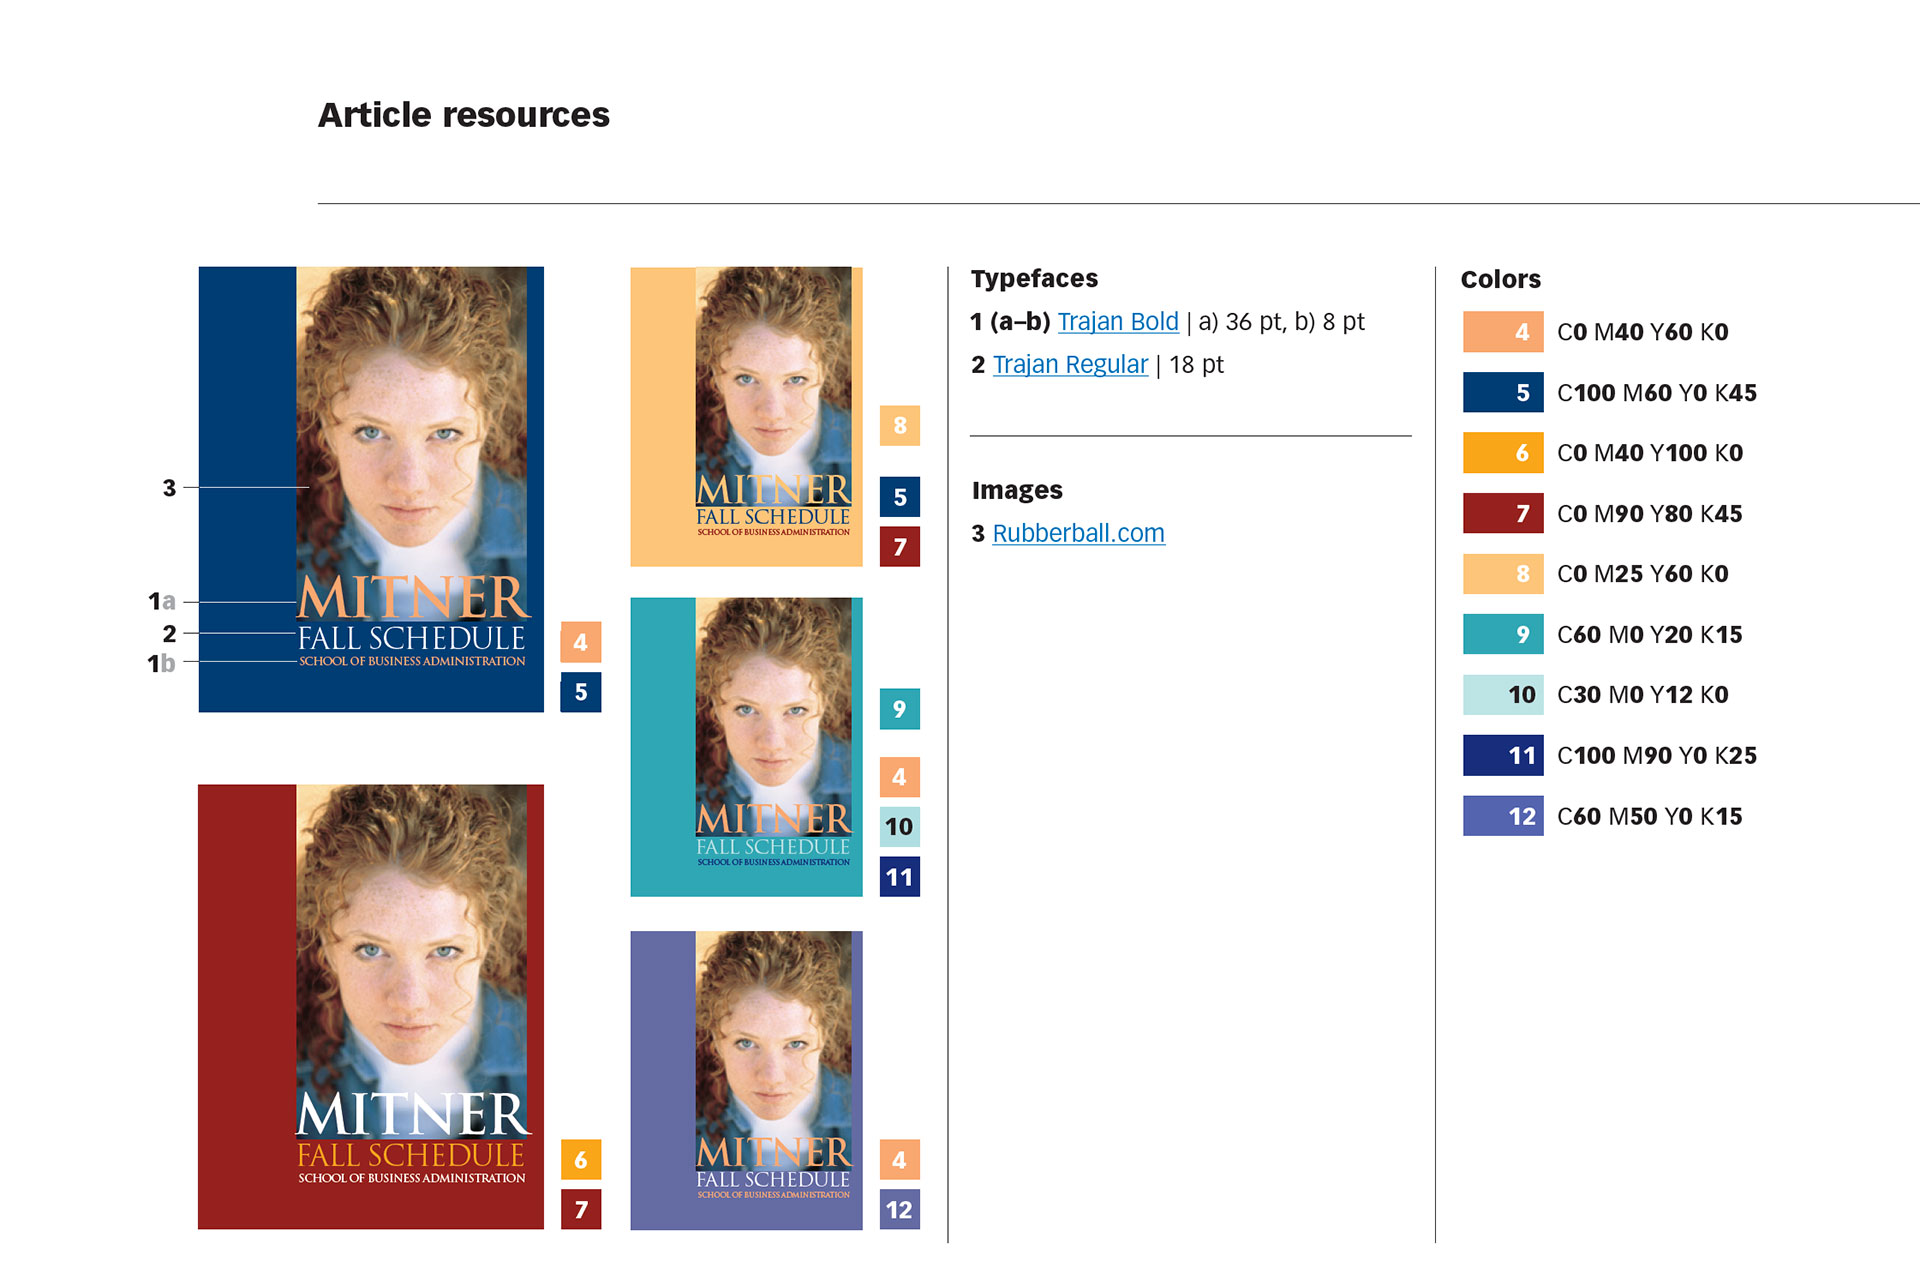 Article resources
3
1a
2
1b
MITNER
FALL SCHEDULE
SCHOOL OF BUSINESS ADMINISTRATION
4
5
MITNER
FALL SCHEDULE
SCHOOL OF BUSINESS ADMINISTRATION
6
7
MITNER
FALL SCHEDULE
SCHOOL OF BUSINESS ADMINISTRATION
8
5
7
MITNER
FALL SCHEDULE
SCHOOL OF BUSINESS ADMINISTRATION
9
4
10
11
MITNER
FALL SCHEDULE
SCHOOL OF BUSINESS ADMINISTRATION
4
12
Typefaces
1 (a–b) Trajan Bold | a) 36 pt, b) 8 pt
2 Trajan Regular | 18 pt
Images
3 Rubberball.com
Colors
4 C0 M40 Y60 K0
5 C100 M60 Y0 K45
6 C0 M40 Y100 K0
7 C0 M90 Y80 K45
8 C0 M25 Y60 K0
9 C60 M0 Y20 K15
10 C30 M0 Y12 K0
11 C100 M90 Y0 K25
12 C60 M50 Y0 K15